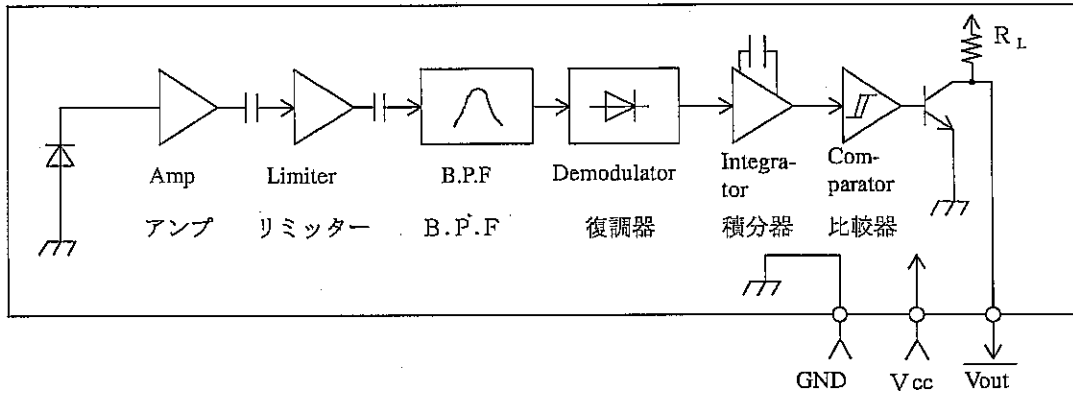 R L
Amp
Limiter
B.P.F
Demodulator
Integra-
tor
Com-
parator
アンプ
リミッター
B.P.F
復調器
積分器
比較器
GND
Vcc
Vout